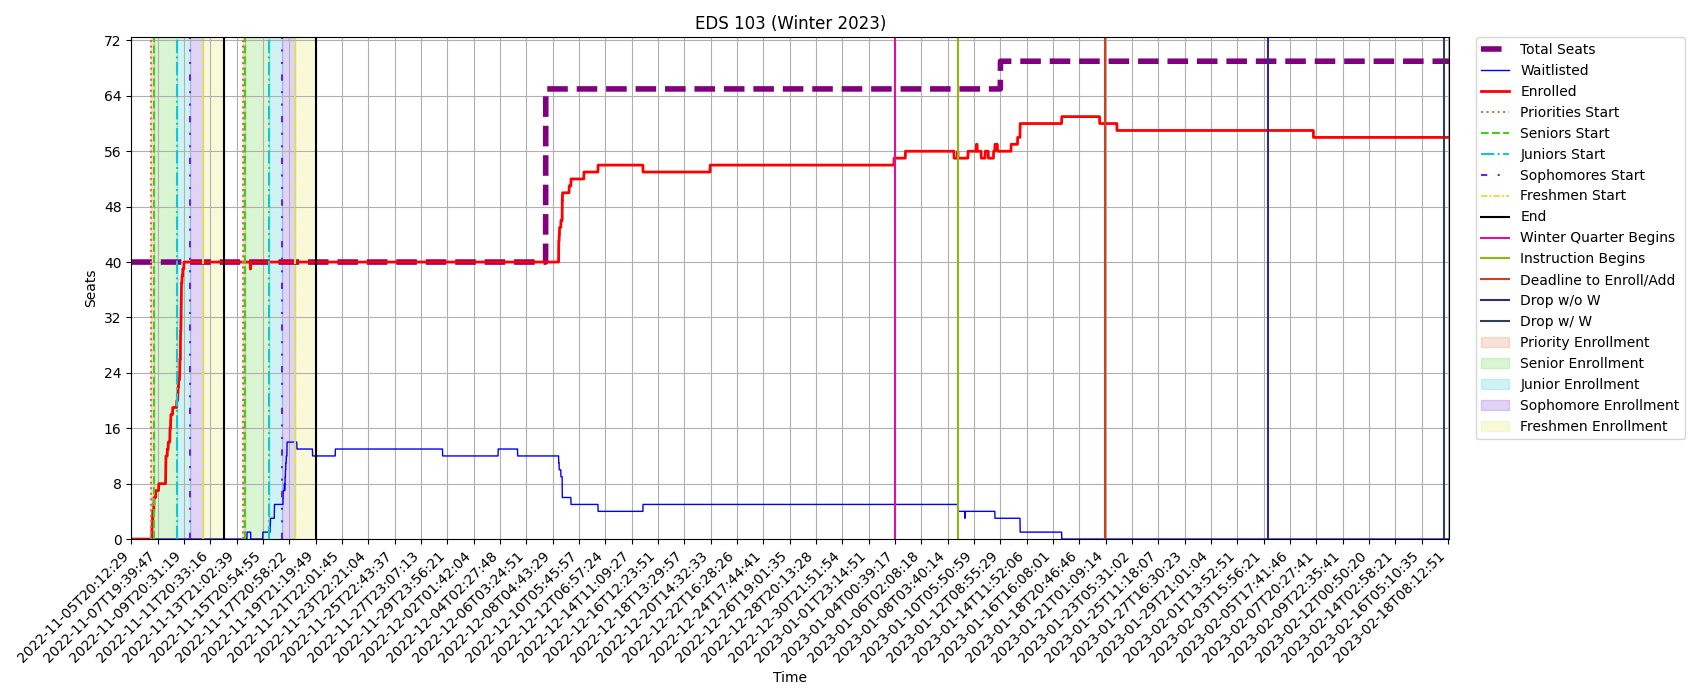 EDS 103 (Winter 2023)
72
64
56
48
40
32
24
16
8
0
Seats
2022-11-05T20:12:29
2022-11-07T19:39:47
2022-11-09T20:31:19
2022-11-11T20:33:16
2022-11-13T21:02:39
2022-11-15T20:54:55
2022-11-17T20:58:22
2022-11-19T21:19:49
2022-11-21T22:01:45
2022-11-23T22:21:04
2022-11-25T22:43:37
2022-11-27T23:07:13
2022-11-29T23:56:21
2022-12-02T01:42:04
2022-12-04T02:27:48
2022-12-06T03:24:51
2022-12-08T04:43:29
2022-12-10T05:45:57
2022-12-12T06:57:24
2022-12-14T11:09:27
2022-12-16T12:23:51
2022-12-18T13:29:57
2022-12-20T14:32:33
2022-12-22T16:28:26
2022-12-24T17:44:41
2022-12-26T19:01:35
2022-12-28T20:13:28
2022-12-30T21:51:54
2023-01-01T23:14:51
2023-01-04T00:39:17
2023-01-06T02:08:18
2023-01-08T03:40:14
2023-01-10T05:50:59
2023-01-12T08:55:29
2023-01-14T11:52:06
2023-01-16T16:08:01
2023-01-18T20:46:46
2023-01-21T01:09:14
2023-01-23T05:31:02
2023-01-25T11:18:07
2023-01-27T16:30:23
2023-01-29T21:01:04
2023-02-01T13:52:51
2023-02-03T15:56:21
2023-02-05T17:41:46
2023-02-07T20:27:41
2023-02-09T22:35:41
2023-02-12T00:50:20
2023-02-14T02:58:21
2023-02-16T05:10:35
2023-02-18T08:12:51
Time
Total Seats
Waitlisted
Enrolled
Priorities Start
Seniors Start
Juniors Start
Sophomores Start
Freshmen Start
End
Winter Quarter Begins
Instruction Begins
Deadline to Enroll/Add
Drop w/o W
Drop w/ W
Priority Enrollment
Senior Enrollment
Junior Enrollment
Sophomore Enrollment
Freshmen Enrollment